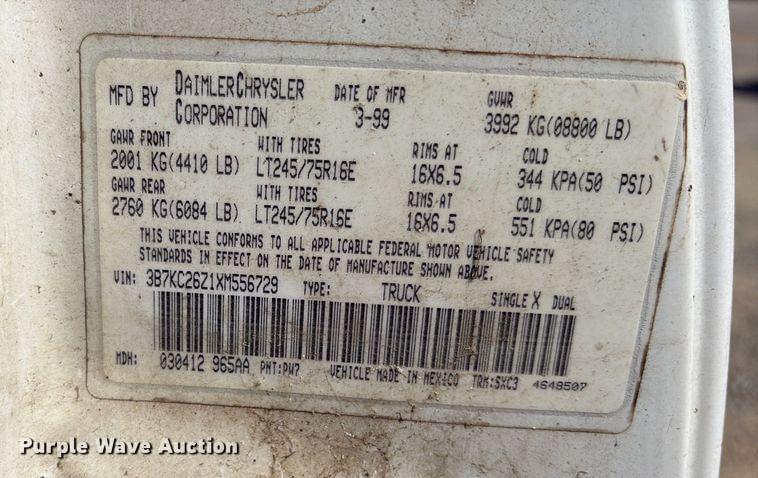 MFD BY DAIMLERCHRYSLER CORPORATION DATE OF MFR 3-99 GVWR 3992 KG(08800 LB)
GAWR FRONT WITH TIRES RIMS AT COLD
2001 KG(4410 LB) LT245/75R16E 16X6.5 344 KPA(50 PSI)
GAWR REAR WITH TIRES RIMS AT COLD
2760 KG(6084 LB) LT245/75R16E 16X6.5 551 KPA(80 PSI)
THIS VEHICLE CONFORMS TO ALL APPLICABLE FEDERAL MOTOR VEHICLE SAFETY
STANDARDS IN EFFECT ON THE DATE OF MANUFACTURE SHOWN ABOVE.
VIN: 3B7KC26Z1XM556729 TYPE: TRUCK SINGLE X DUAL
MDH: 030412 965AA PNT:PW7 VEHICLE MADE IN MEXICO TRM:SXC3 4648507
Purple Wave Auction